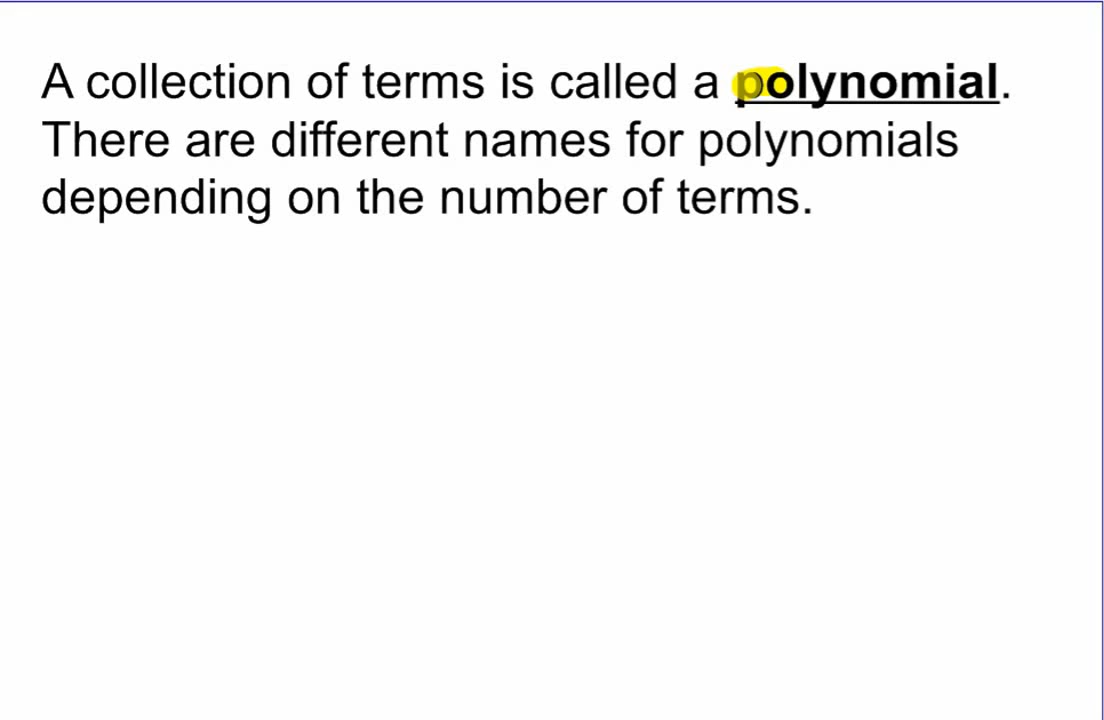 A collection of terms is called a polynomial.
There are different names for polynomials
depending on the number of terms.